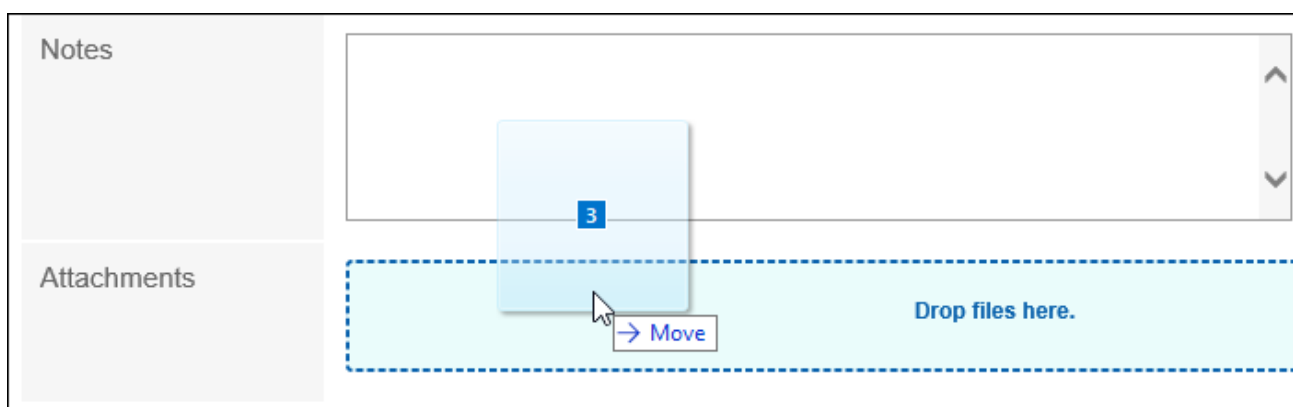 Notes
3
Attachments
Drop files here.
→ Move